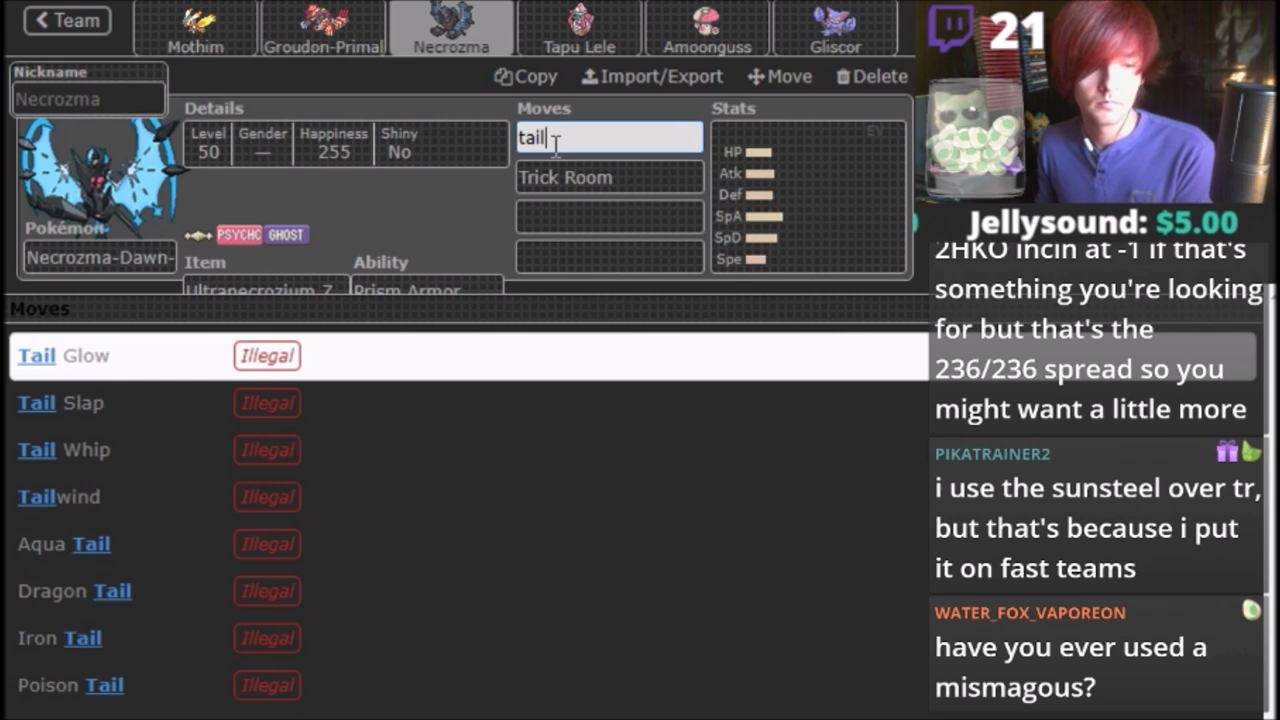 Team
Mothim
Groudon-Primal
Necrozma
Tapu Lele
Amoonguss
Gliscor
21
Copy
Import/Export
Move
Delete
Nickname
Necrozma
Details
Level
50
Gender
—
Happiness
255
Shiny
No
Moves
tail
Trick Room
Stats
EV
HP
Atk
Def
SpA
SpD
Spe
Pokémon
Necrozma-Dawn-
PSYCHC
GHOST
Item
Ultranecrozium Z
Ability
Prism Armor
Jellysound: $5.00
Moves
Tail Glow Illegal
Tail Slap Illegal
Tail Whip Illegal
Tailwind Illegal
Aqua Tail Illegal
Dragon Tail Illegal
Iron Tail Illegal
Poison Tail Illegal
2HKO incin at -1 if that's
something you're looking
for but that's the
236/236 spread so you
might want a little more
PIKATRAINER2
i use the sunsteel over tr,
but that's because i put
it on fast teams
WATER_FOX_VAPOREON
have you ever used a
mismagous?